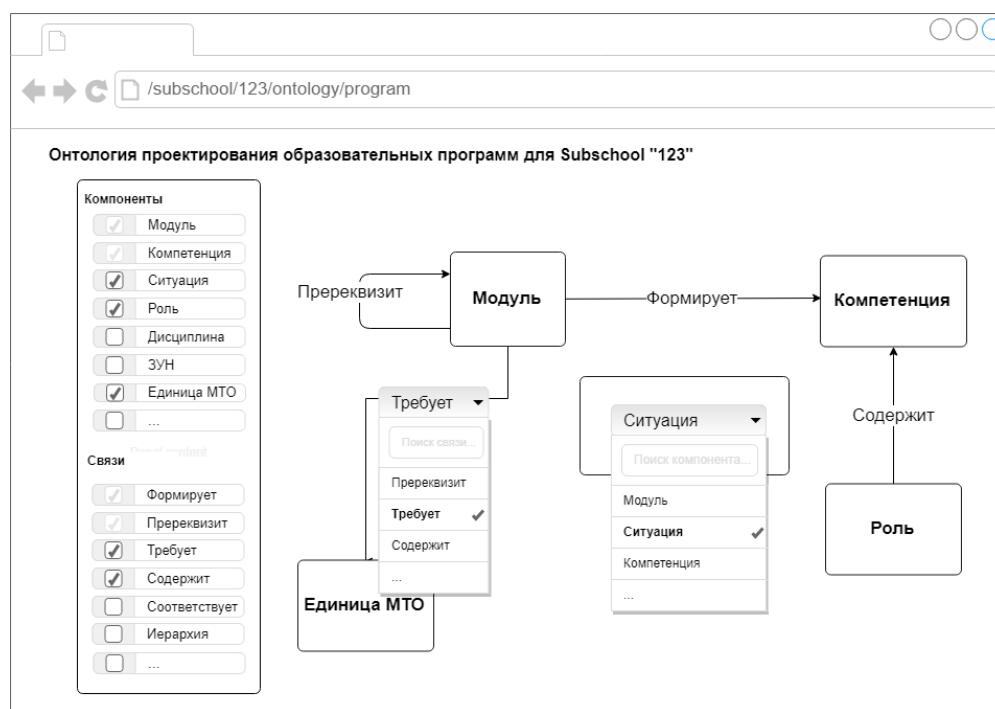 /subschool/123/ontology/program
Онтология проектирования образовательных программ для Subschool "123"
Компоненты
Модуль
Компетенция
Ситуация
Роль
Дисциплина
ЗУН
Единица МТО
...
Связи
Формирует
Пререквизит
Требует
Содержит
Соответствует
Иерархия
...
Пререквизит
Модуль
Формирует
Компетенция
Требует
Поиск связи...
Пререквизит
Требует
Содержит
...
Единица МТО
Ситуация
Поиск компонента...
Модуль
Ситуация
Компетенция
...
Содержит
Роль